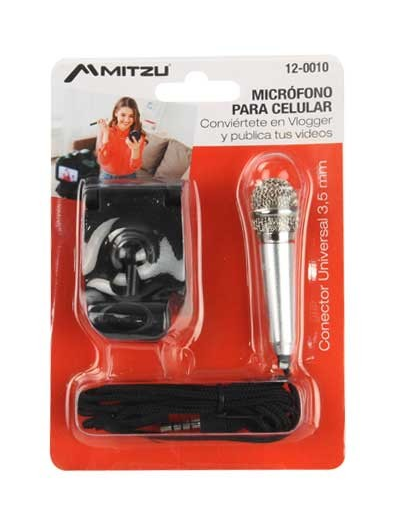 MITZU
12-0010
MICRÓFONO
PARA CELULAR
Conviértete en Vlogger
y publica tus videos
Conector Universal 3,5 mm